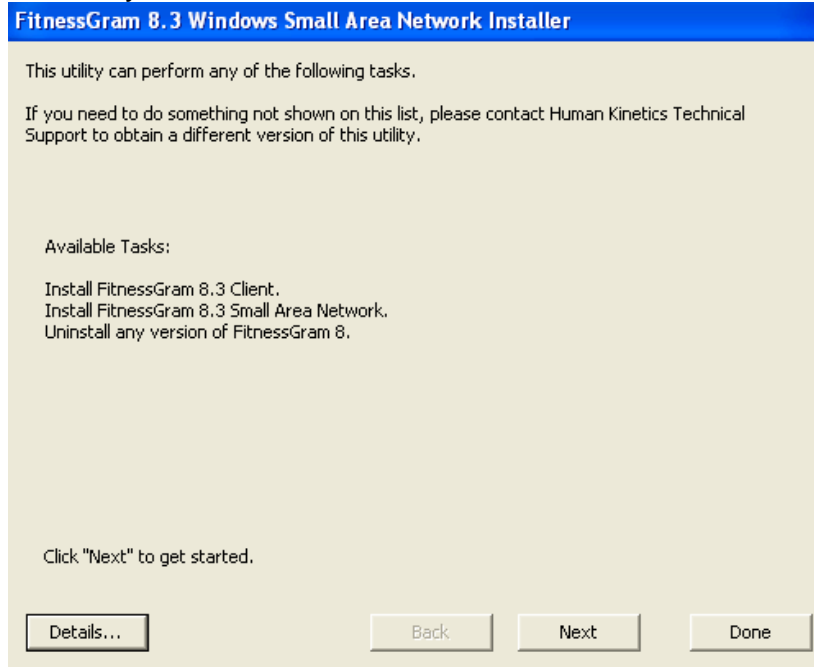 FitnessGram 8.3 Windows Small Area Network Installer
This utility can perform any of the following tasks.
If you need to do something not shown on this list, please contact Human Kinetics Technical
Support to obtain a different version of this utility.
Available Tasks:
Install FitnessGram 8.3 Client.
Install FitnessGram 8.3 Small Area Network.
Uninstall any version of FitnessGram 8.
Click "Next" to get started.
Details... Back Next Done